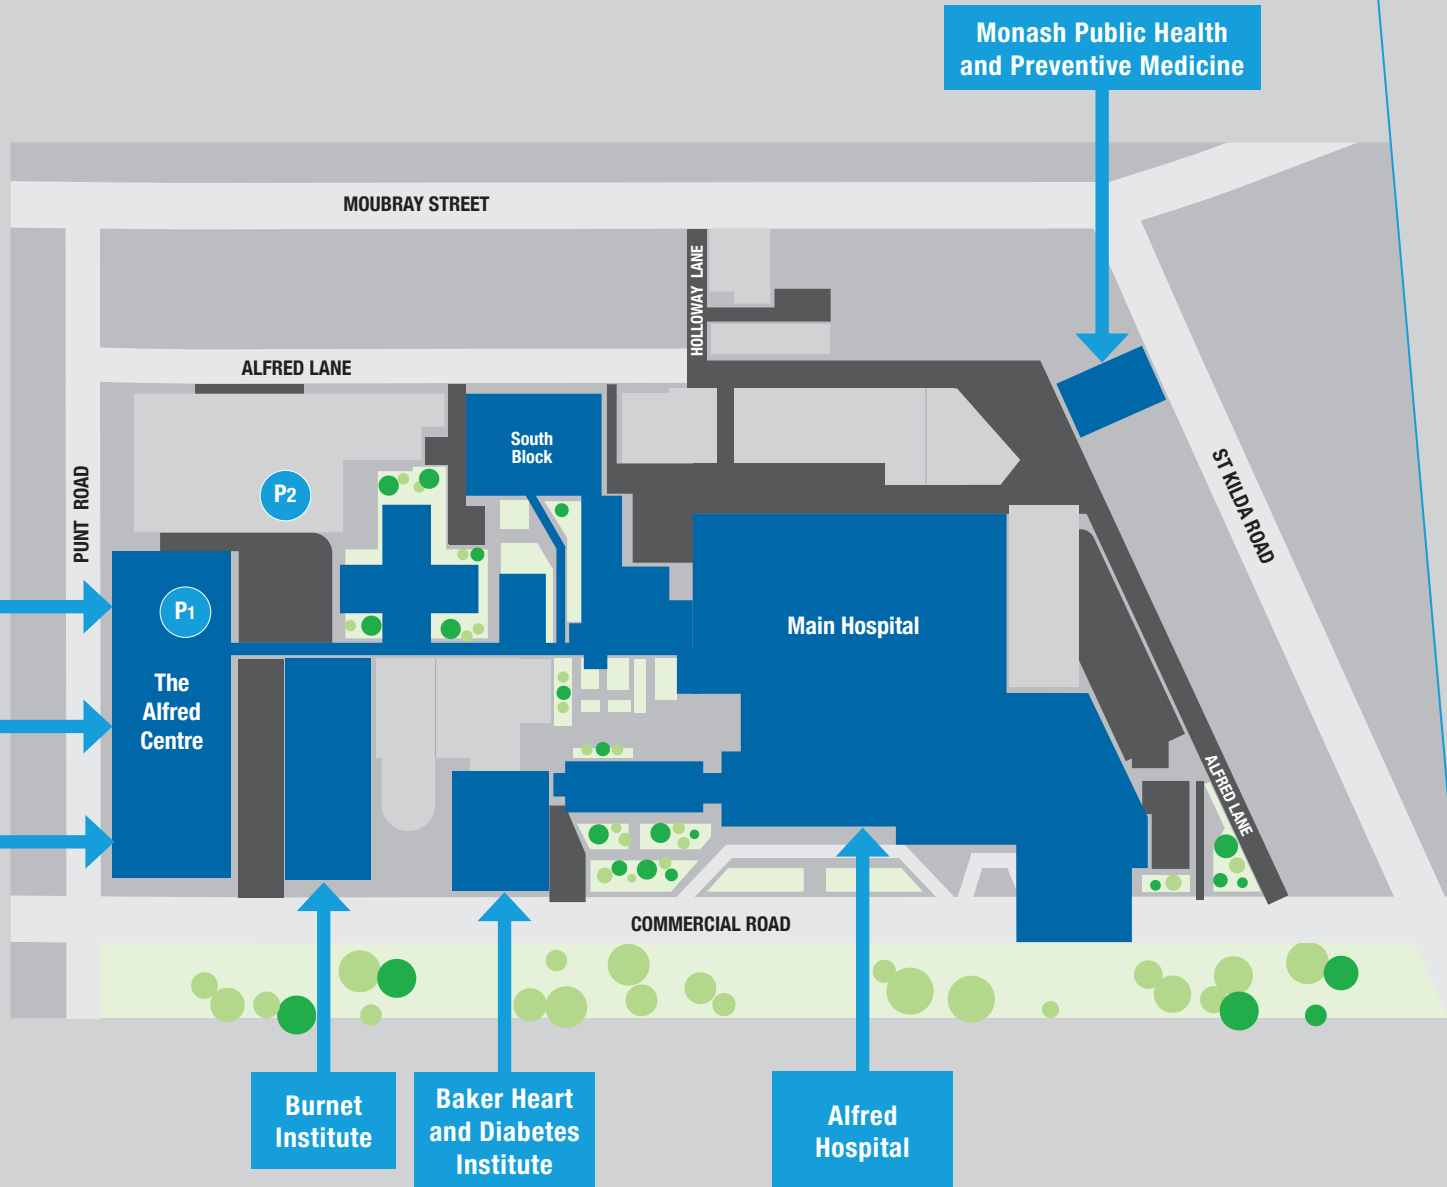 Monash Public Health
and Preventive Medicine
MOUBRAY STREET
HOLLOWAY LANE
ALFRED LANE
South
Block
PUNT ROAD
P2
ST KILDA ROAD
P1
Main Hospital
The
Alfred
Centre
ALFRED LANE
COMMERCIAL ROAD
Burnet
Institute
Baker Heart
and Diabetes
Institute
Alfred
Hospital